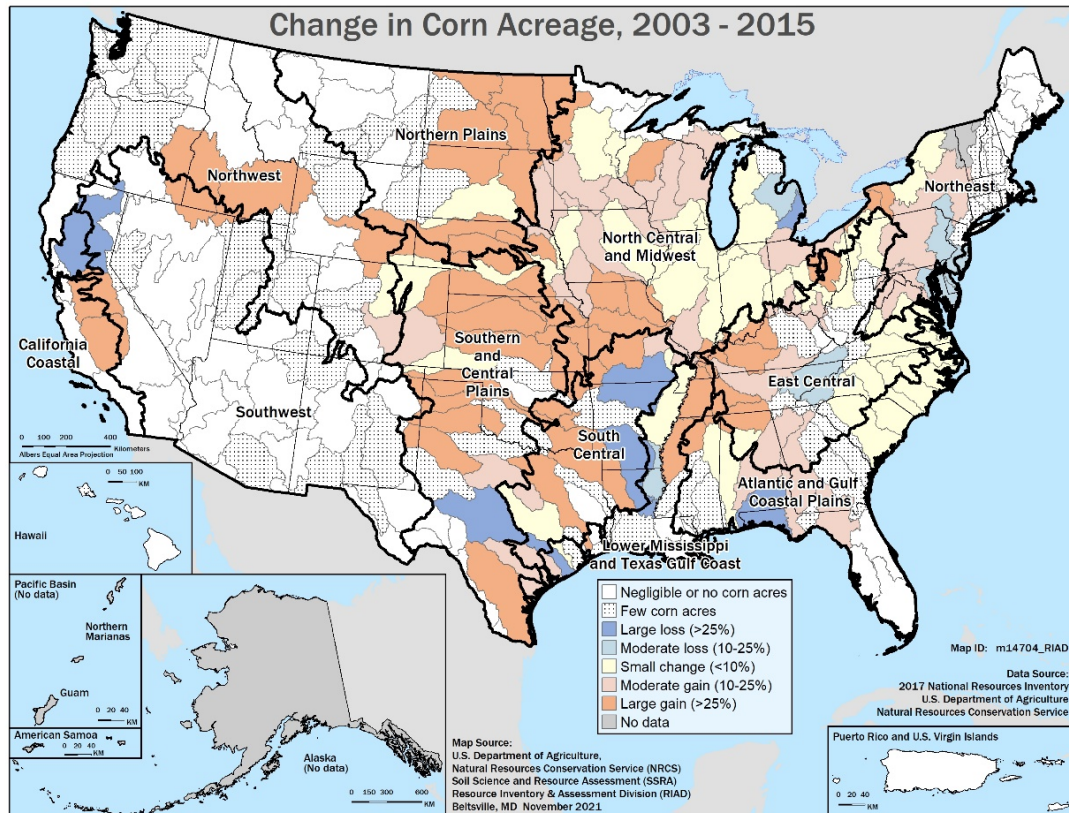 Change in Corn Acreage, 2003 - 2015
Northern Plains
Northwest
Northeast
North Central
and Midwest
California
Coastal
Southern
and
Central
Plains
East Central
Southwest
South
Central
Atlantic and Gulf
Coastal Plains
Lower Mississippi
and Texas Gulf Coast
0 100 200 400
Kilometers
Albers Equal Area Projection
0 50 100
KM
Hawaii
Pacific Basin
(No data)
Northern
Marianas
Guam
0 20 40
KM
American Samoa
0 20 40
KM
Alaska
(No data)
0 150 300 600
KM
Negligible or no corn acres
Few corn acres
Large loss (>25%)
Moderate loss (10-25%)
Small change (<10%)
Moderate gain (10-25%)
Large gain (>25%)
No data
Map ID: m14704_RIAD
Data Source:
2017 National Resources Inventory
U.S. Department of Agriculture
Natural Resources Conservation Service
Map Source:
U.S. Department of Agriculture,
Natural Resources Conservation Service (NRCS)
Soil Science and Resource Assessment (SSRA)
Resource Inventory & Assessment Division (RIAD)
Beltsville, MD November 2021
Puerto Rico and U.S. Virgin Islands
0 20 40
KM